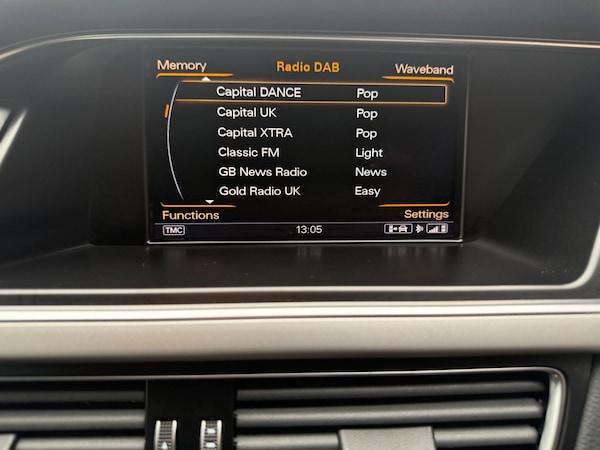 Memory Radio DAB Waveband
Capital DANCE Pop
Capital UK Pop
Capital XTRA Pop
Classic FM Light
GB News Radio News
Gold Radio UK Easy
Functions Settings
TMC 13:05